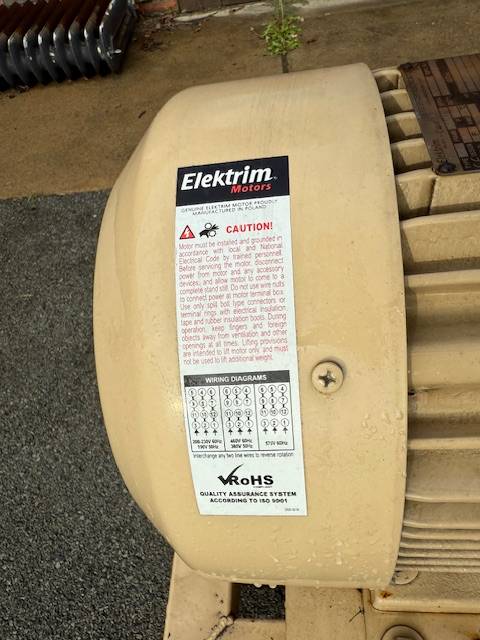 Elektrim
Motors
GENUINE ELEKTRIM MOTOR PROUDLY
MANUFACTURED IN POLAND
CAUTION!
Motor must be installed and grounded in
accordance with local and National
Electrical Code by trained personnel.
Before servicing the motor, disconnect
power from motor and any accessory
devices, and allow motor to come to a
complete stand still. Do not use wire nuts
to connect power at motor terminal box.
Use only split bolt type connectors or
terminal rings with electrical insulation
tape and rubber insulation boots. During
operation, keep fingers and foreign
objects away from ventilation and other
openings at all times. Lifting provisions
are intended to lift motor only, and must
not be used to lift additional weight.
WIRING DIAGRAMS
200-230V 60Hz 460V 60Hz 575V 60Hz
190V 50Hz 380V 50Hz
Interchange any two line wires to reverse rotation
RoHS
QUALITY ASSURANCE SYSTEM
ACCORDING TO ISO 9001